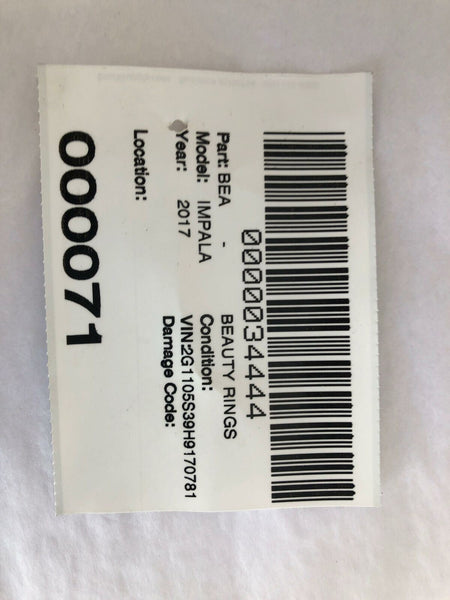 0000034444
Part: BEA - BEAUTY RINGS
Model: IMPALA Condition:
Year: 2017 VIN:2G1105S39H9170781
Damage Code:
Location:
000071